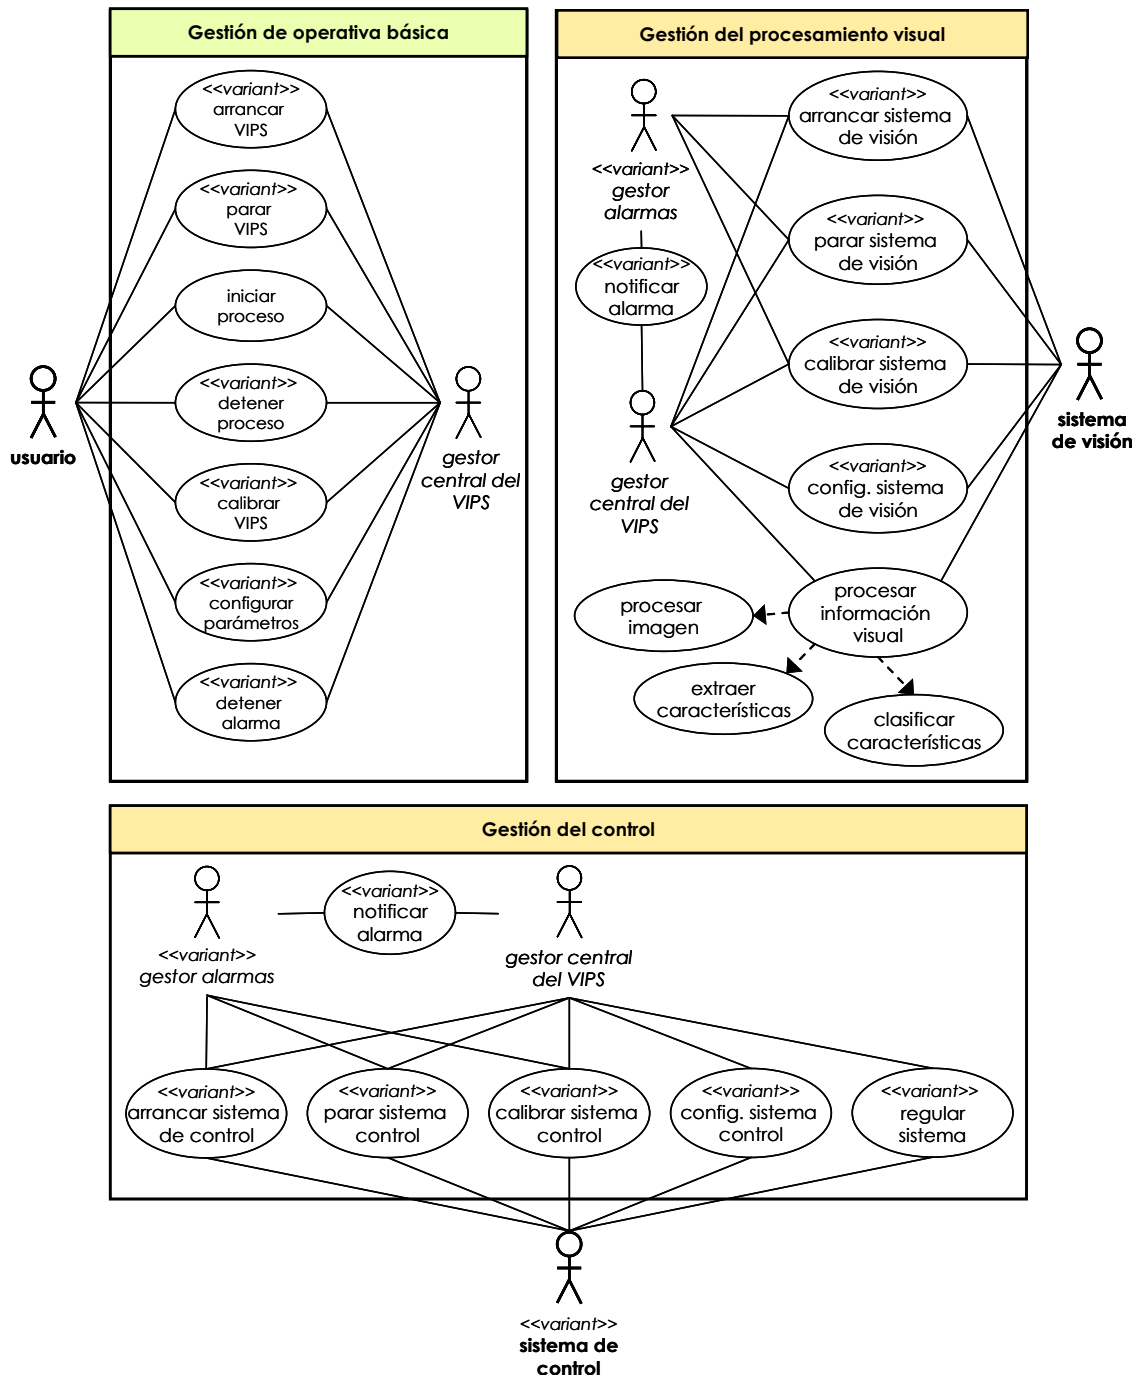 Gestión de operativa básica
<<variant>>
arrancar
VIPS
<<variant>>
parar
VIPS
iniciar
proceso
<<variant>>
detener
proceso
<<variant>>
calibrar
VIPS
<<variant>>
configurar
parámetros
<<variant>>
detener
alarma
usuario
gestor
central del
VIPS
Gestión del procesamiento visual
<<variant>>
gestor
alarmas
<<variant>>
notificar
alarma
gestor
central del
VIPS
<<variant>>
arrancar sistema
de visión
<<variant>>
parar sistema
de visión
<<variant>>
calibrar sistema
de visión
<<variant>>
config. sistema
de visión
procesar
información
visual
procesar
imagen
extraer
características
clasificar
características
sistema
de visión
Gestión del control
<<variant>>
gestor alarmas
<<variant>>
notificar
alarma
gestor central
del VIPS
<<variant>>
arrancar sistema
de control
<<variant>>
parar sistema
control
<<variant>>
calibrar sistema
control
<<variant>>
config. sistema
control
<<variant>>
regular
sistema
<<variant>>
sistema de
control